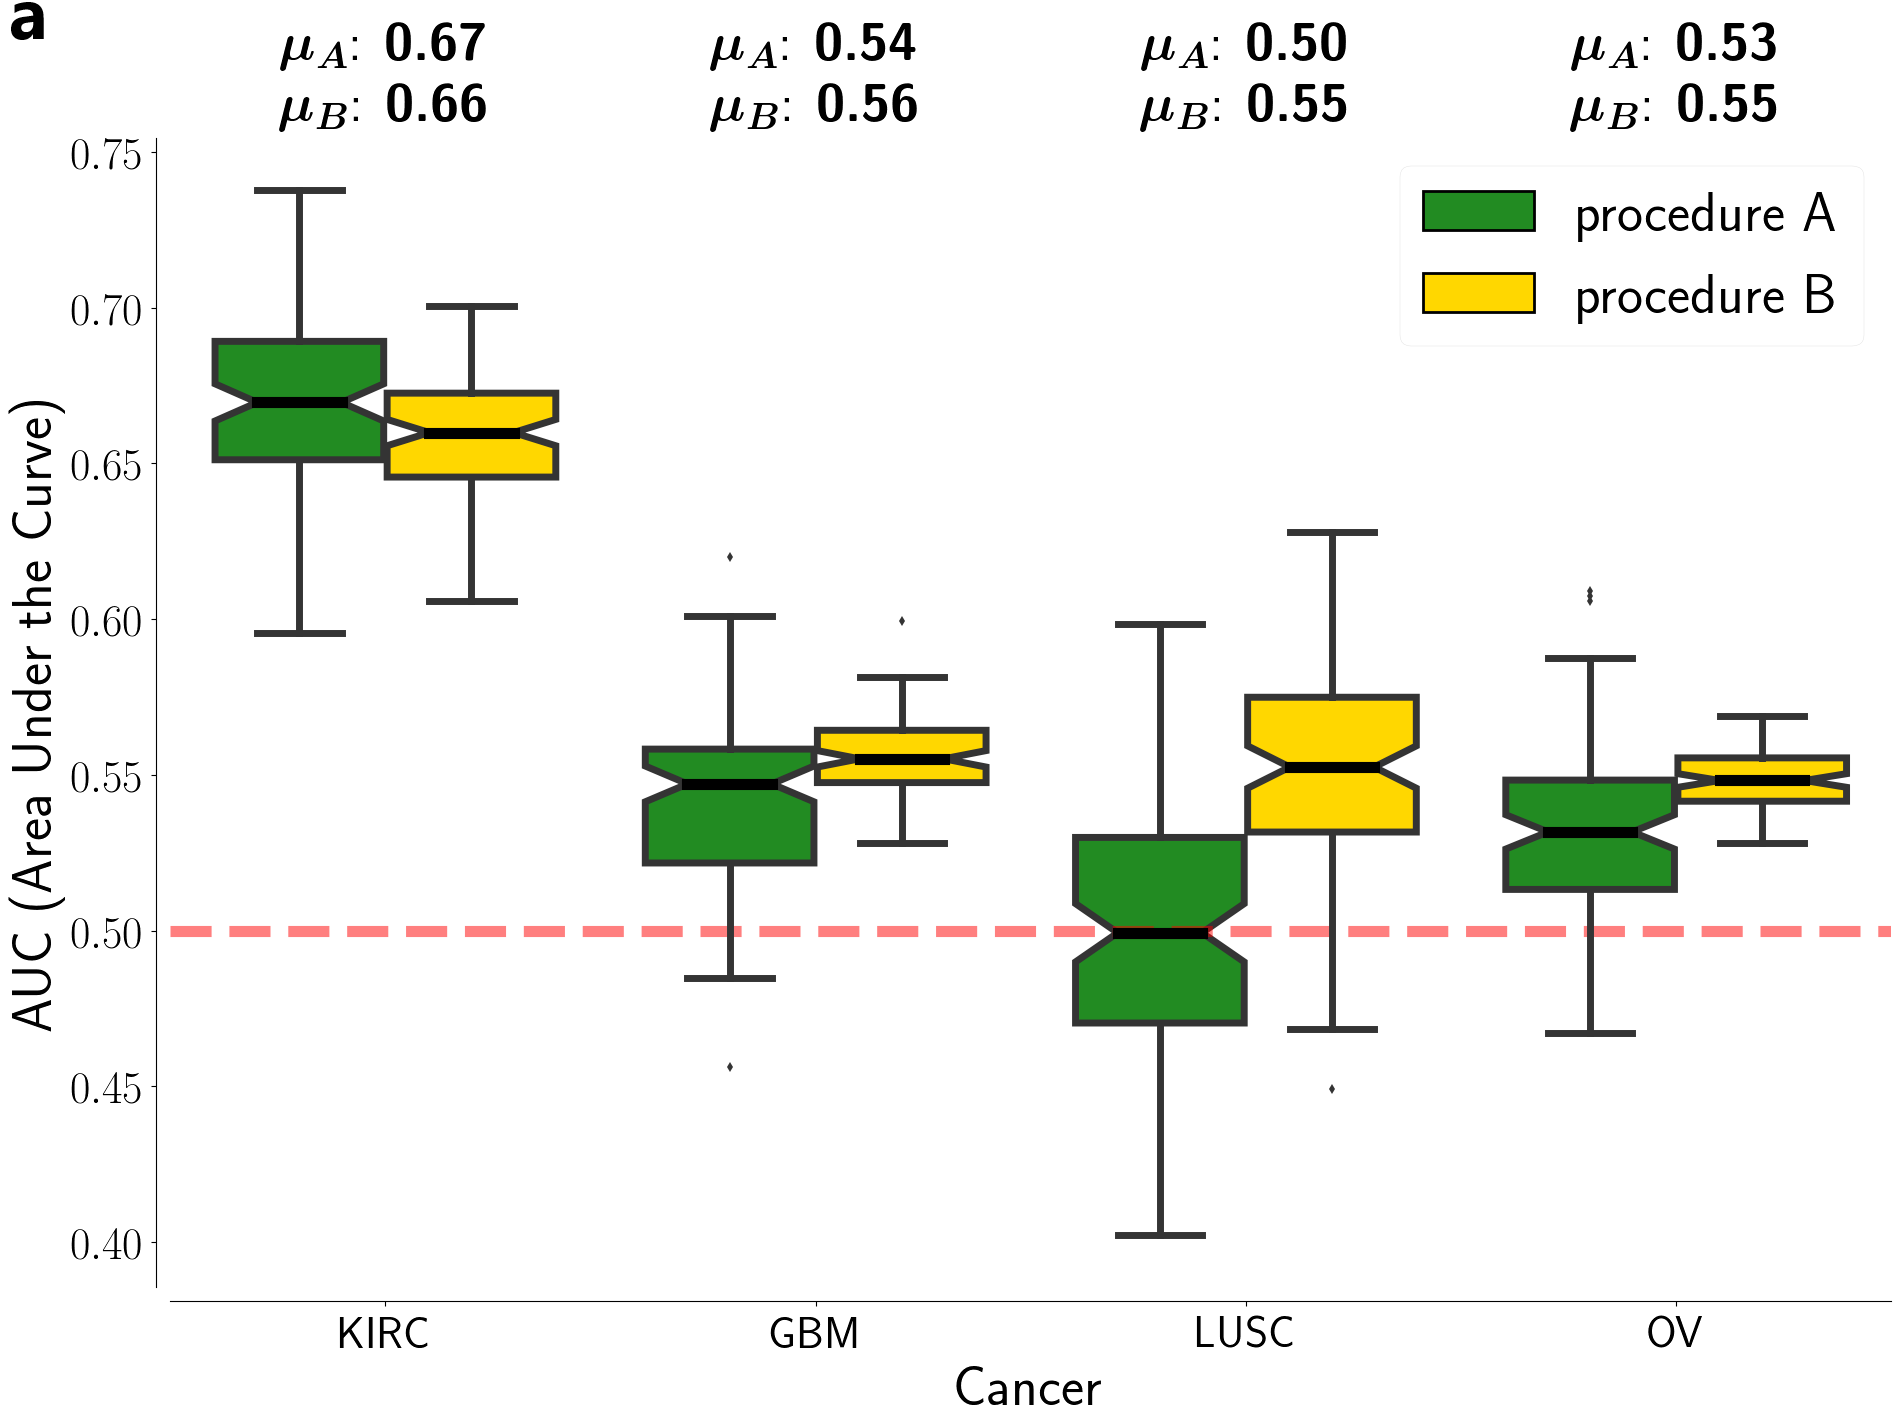 a
μA: 0.67
μB: 0.66
μA: 0.54
μB: 0.56
μA: 0.50
μB: 0.55
μA: 0.53
μB: 0.55
procedure A
procedure B
AUC (Area Under the Curve)
0.75
0.70
0.65
0.60
0.55
0.50
0.45
0.40
KIRC
GBM
LUSC
OV
Cancer